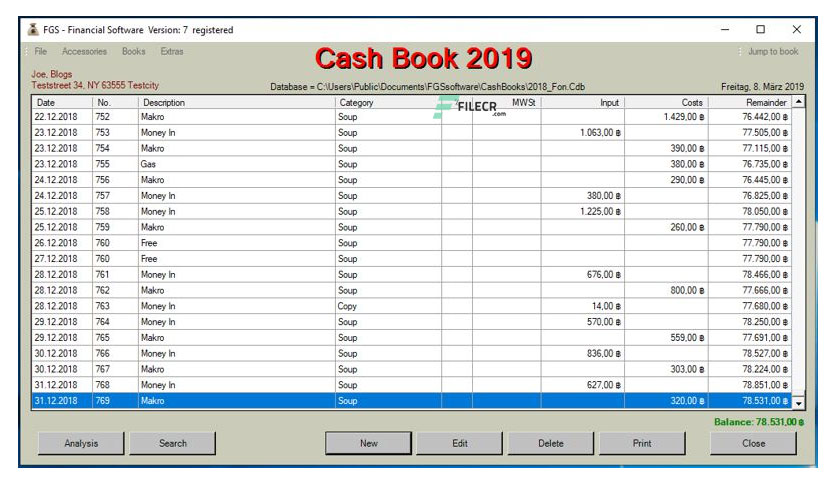 FGS - Financial Software Version: 7 registered
File Accessories Books Extras Jump to book
Cash Book 2019
Joe, Blogs
Teststreet 34, NY 63555 Testcity Database = C:\Users\Public\Documents\FGSsoftware\CashBooks\2018_Fon.Cdb Freitag, 8. März 2019
Date No. Description Category MWSt Input Costs Remainder
FILECR
.com
22.12.2018 752 Makro Soup 1.429,00 ฿ 76.442,00 ฿
23.12.2018 753 Money In Soup 1.063,00 ฿ 77.505,00 ฿
23.12.2018 754 Makro Soup 390,00 ฿ 77.115,00 ฿
23.12.2018 755 Gas Soup 380,00 ฿ 76.735,00 ฿
24.12.2018 756 Makro Soup 290,00 ฿ 76.445,00 ฿
24.12.2018 757 Money In Soup 380,00 ฿ 76.825,00 ฿
25.12.2018 758 Money In Soup 1.225,00 ฿ 78.050,00 ฿
25.12.2018 759 Makro Soup 260,00 ฿ 77.790,00 ฿
26.12.2018 760 Free Soup 77.790,00 ฿
27.12.2018 760 Free Soup 77.790,00 ฿
28.12.2018 761 Money In Soup 676,00 ฿ 78.466,00 ฿
28.12.2018 762 Makro Soup 800,00 ฿ 77.666,00 ฿
28.12.2018 763 Money In Copy 14,00 ฿ 77.680,00 ฿
29.12.2018 764 Money In Soup 570,00 ฿ 78.250,00 ฿
29.12.2018 765 Makro Soup 559,00 ฿ 77.691,00 ฿
30.12.2018 766 Money In Soup 836,00 ฿ 78.527,00 ฿
30.12.2018 767 Makro Soup 303,00 ฿ 78.224,00 ฿
31.12.2018 768 Money In Soup 627,00 ฿ 78.851,00 ฿
31.12.2018 769 Makro Soup 320,00 ฿ 78.531,00 ฿
Balance: 78.531,00 ฿
Analysis Search New Edit Delete Print Close